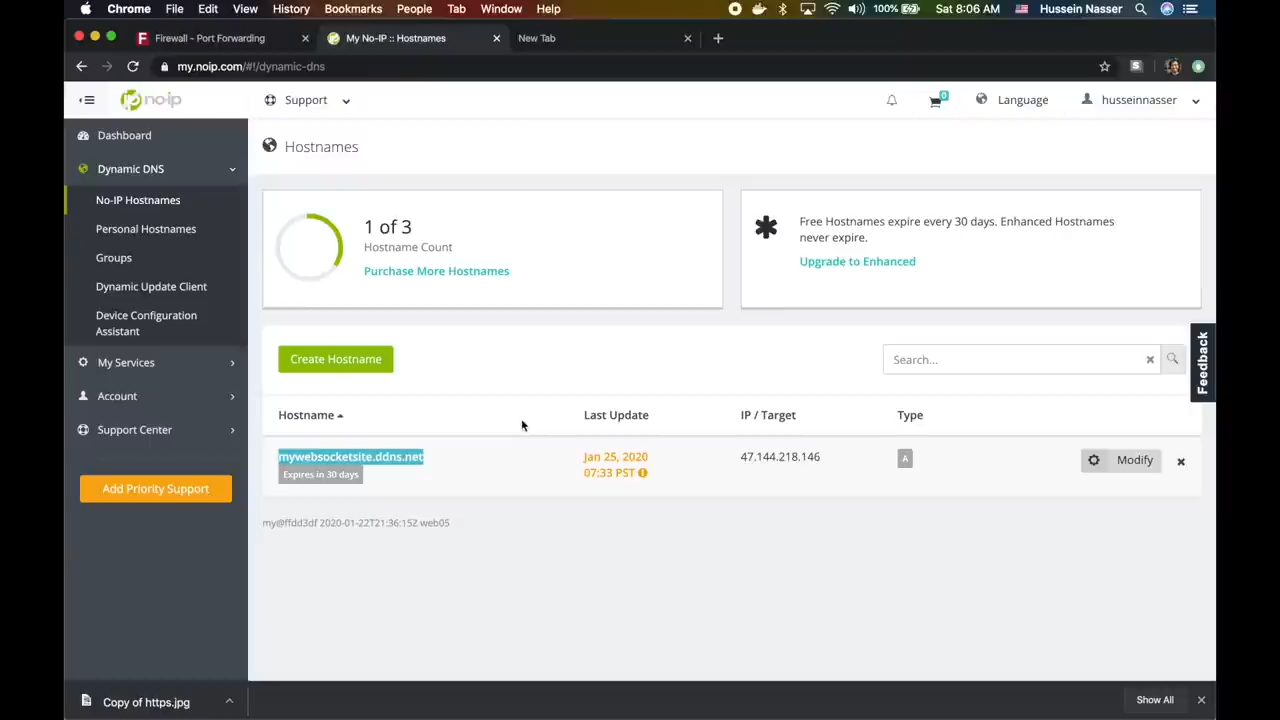 Chrome File Edit View History Bookmarks People Tab Window Help 100% Sat 8:06 AM Hussein Nasser
Firewall - Port Forwarding
My No-IP :: Hostnames
New Tab
my.noip.com/#!/dynamic-dns
no-ip
Support
0
Language
husseinnasser
Dashboard
Dynamic DNS
No-IP Hostnames
Personal Hostnames
Groups
Dynamic Update Client
Device Configuration
Assistant
My Services
Account
Support Center
Add Priority Support
Hostnames
1 of 3
Hostname Count
Purchase More Hostnames
Free Hostnames expire every 30 days. Enhanced Hostnames
never expire.
Upgrade to Enhanced
Create Hostname
Search...
Feedback
Hostname Last Update IP / Target Type
mywebsocketsite.ddns.net Jan 25, 2020 47.144.218.146 A Modify
Expires in 30 days 07:33 PST
my@ffdd3df 2020-01-22T21:36:15Z web05
Copy of https.jpg
Show All